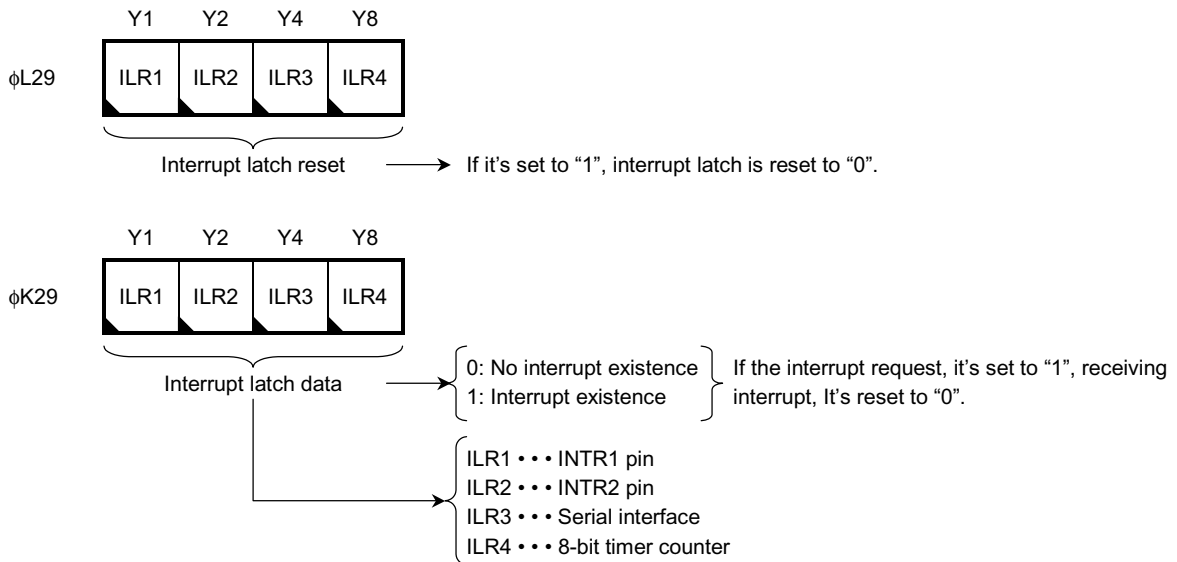 Y1 Y2 Y4 Y8
ϕL29 ILR1 ILR2 ILR3 ILR4
Interrupt latch reset If it's set to “1”, interrupt latch is reset to “0”.
Y1 Y2 Y4 Y8
ϕK29 ILR1 ILR2 ILR3 ILR4
Interrupt latch data
0: No interrupt existence
1: Interrupt existence
If the interrupt request, it's set to “1”, receiving
interrupt, It's reset to “0”.
ILR1 • • • INTR1 pin
ILR2 • • • INTR2 pin
ILR3 • • • Serial interface
ILR4 • • • 8-bit timer counter